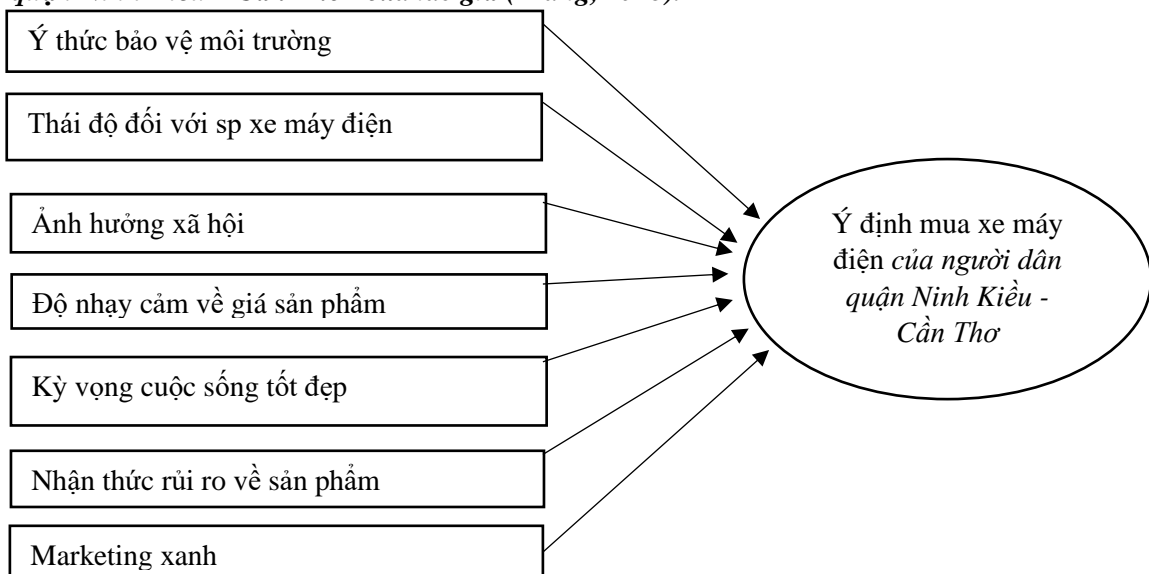 Ý thức bảo vệ môi trường
Thái độ đối với sp xe máy điện
Ảnh hưởng xã hội
Độ nhạy cảm về giá sản phẩm
Kỳ vọng cuộc sống tốt đẹp
Nhận thức rủi ro về sản phẩm
Marketing xanh
Ý định mua xe máy
điện của người dân
quận Ninh Kiều -
Cần Thơ